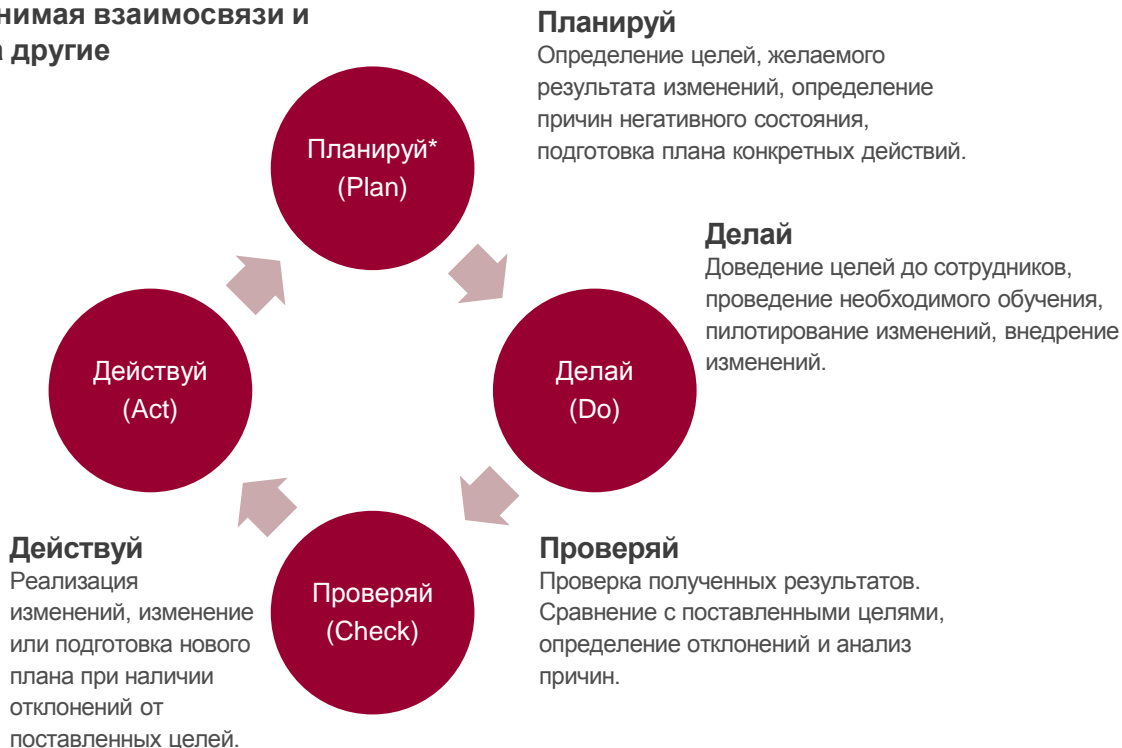 нимая взаимосвязи и
а другие
Планируй
Определение целей, желаемого
результата изменений, определение
причин негативного состояния,
подготовка плана конкретных действий.
Планируй*
(Plan)
Делай
Доведение целей до сотрудников,
проведение необходимого обучения,
пилотирование изменений, внедрение
изменений.
Действуй
(Act)
Делай
(Do)
Действуй
Реализация
изменений, изменение
или подготовка нового
плана при наличии
отклонений от
поставленных целей.
Проверяй
(Check)
Проверяй
Проверка полученных результатов.
Сравнение с поставленными целями,
определение отклонений и анализ
причин.